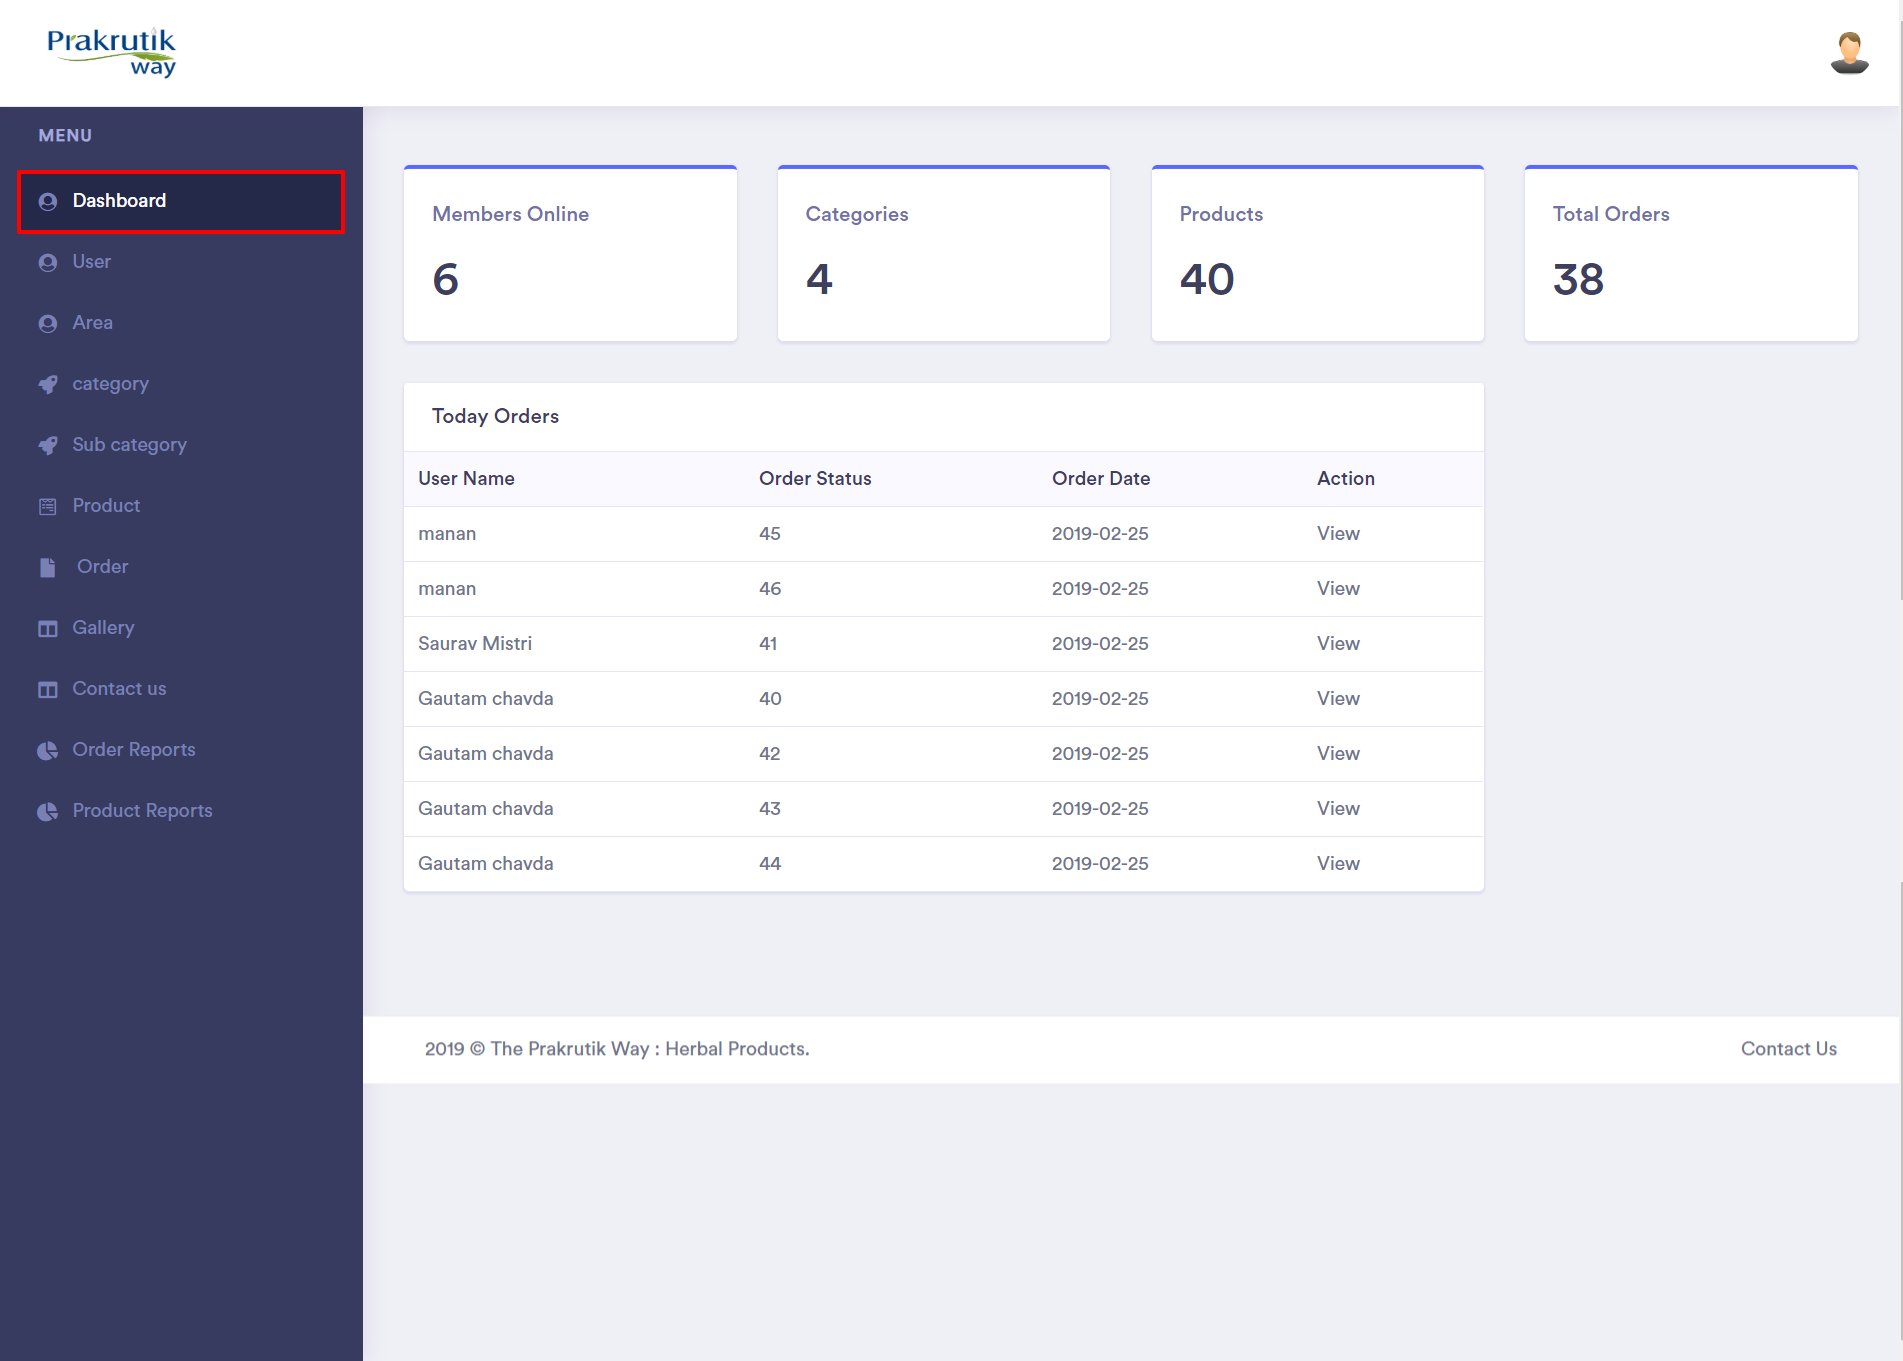 Prakrutik
way
MENU
Dashboard
User
Area
category
Sub category
Product
Order
Gallery
Contact us
Order Reports
Product Reports
Members Online
6
Categories
4
Products
40
Total Orders
38
Today Orders
User Name Order Status Order Date Action
manan 45 2019-02-25 View
manan 46 2019-02-25 View
Saurav Mistri 41 2019-02-25 View
Gautam chavda 40 2019-02-25 View
Gautam chavda 42 2019-02-25 View
Gautam chavda 43 2019-02-25 View
Gautam chavda 44 2019-02-25 View
2019 © The Prakrutik Way : Herbal Products. Contact Us